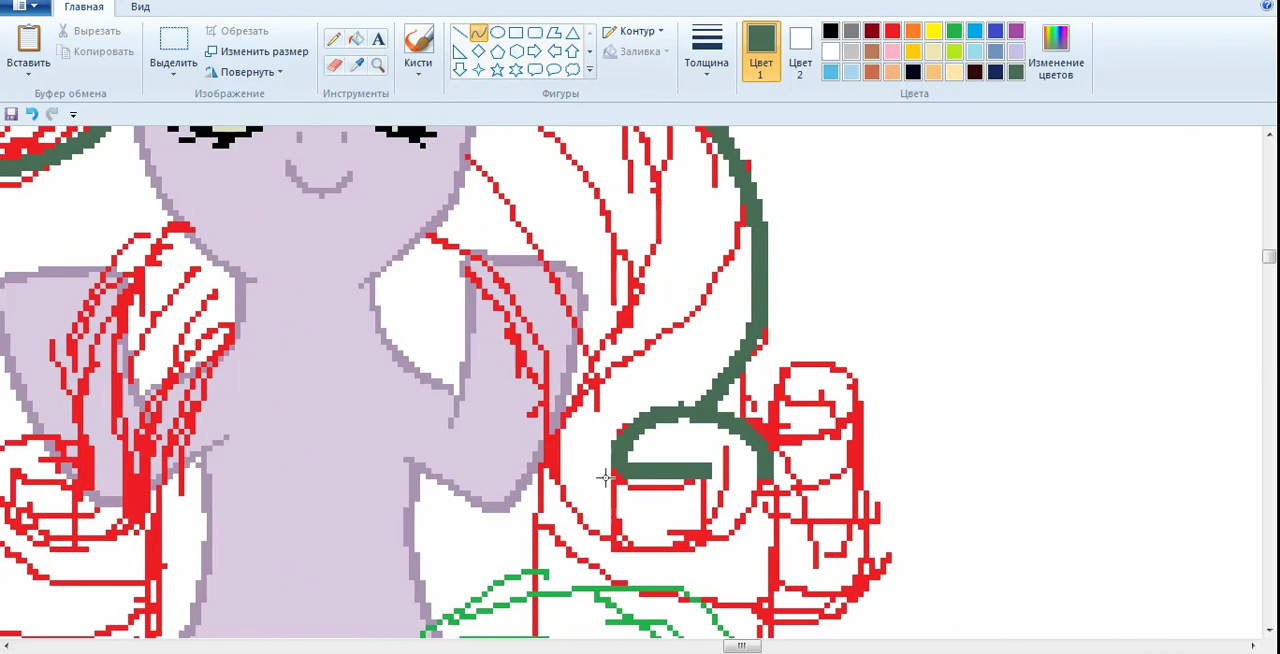 Главная Вид
Вставить
Вырезать
Копировать
Буфер обмена
Выделить
Обрезать
Изменить размер
Повернуть
Изображение
A
Инструменты
Кисти
Фигуры
Контур
Заливка
Толщина
Цвет 1
Цвет 2
Изменение цветов
Цвета